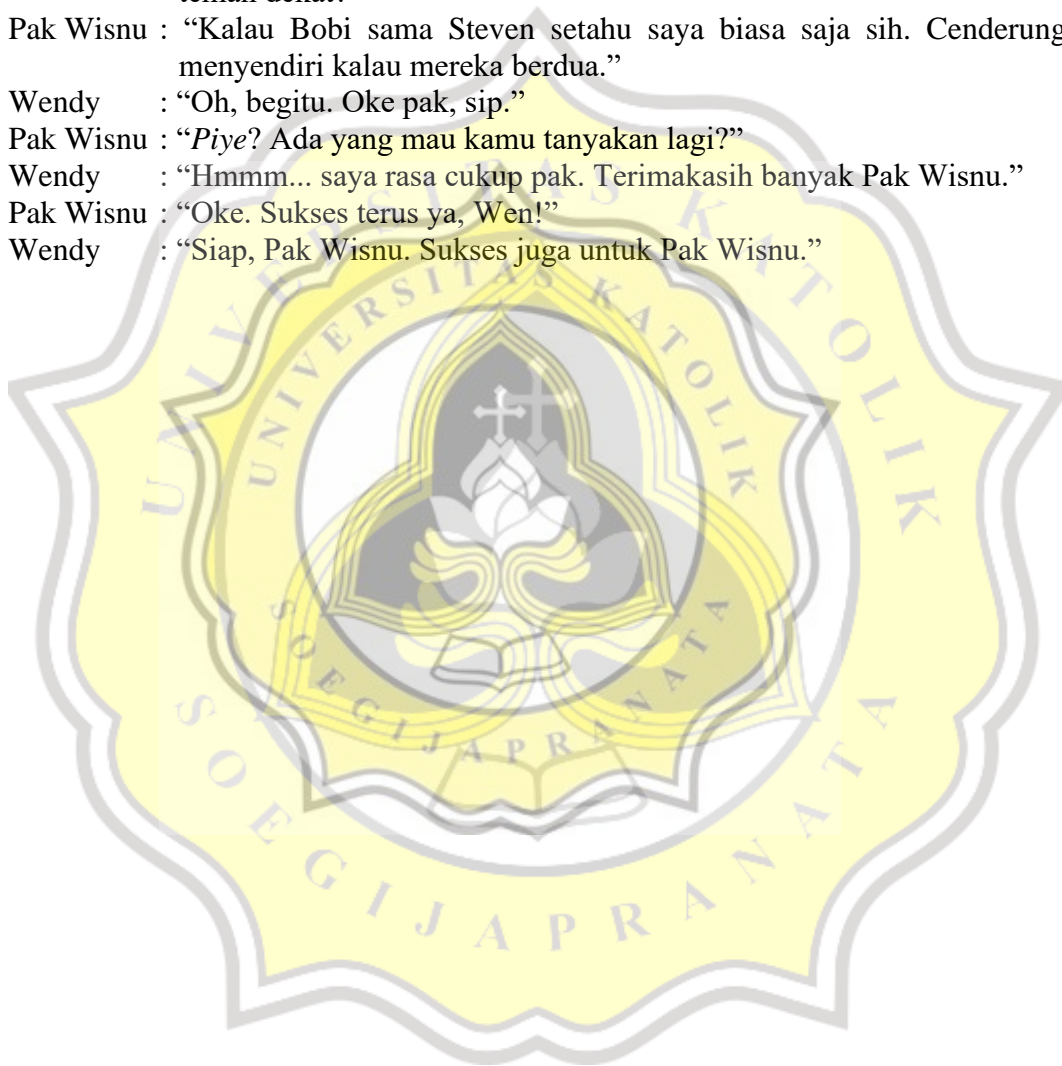 teman dekat?”
Pak Wisnu : “Kalau Bobi sama Steven setahu saya biasa saja sih. Cenderung
menyendiri kalau mereka berdua.”
Wendy : “Oh, begitu. Oke pak, sip.”
Pak Wisnu : “Piye? Ada yang mau kamu tanyakan lagi?”
Wendy : “Hmmm... saya rasa cukup pak. Terimakasih banyak Pak Wisnu.”
Pak Wisnu : “Oke. Sukses terus ya, Wen!”
Wendy : “Siap, Pak Wisnu. Sukses juga untuk Pak Wisnu.”
UNIVERSITAS KATOLIK
SOEGIJAPRANATA
UNIVERSITAS KATOLIK
SOEGIJAPRANATA